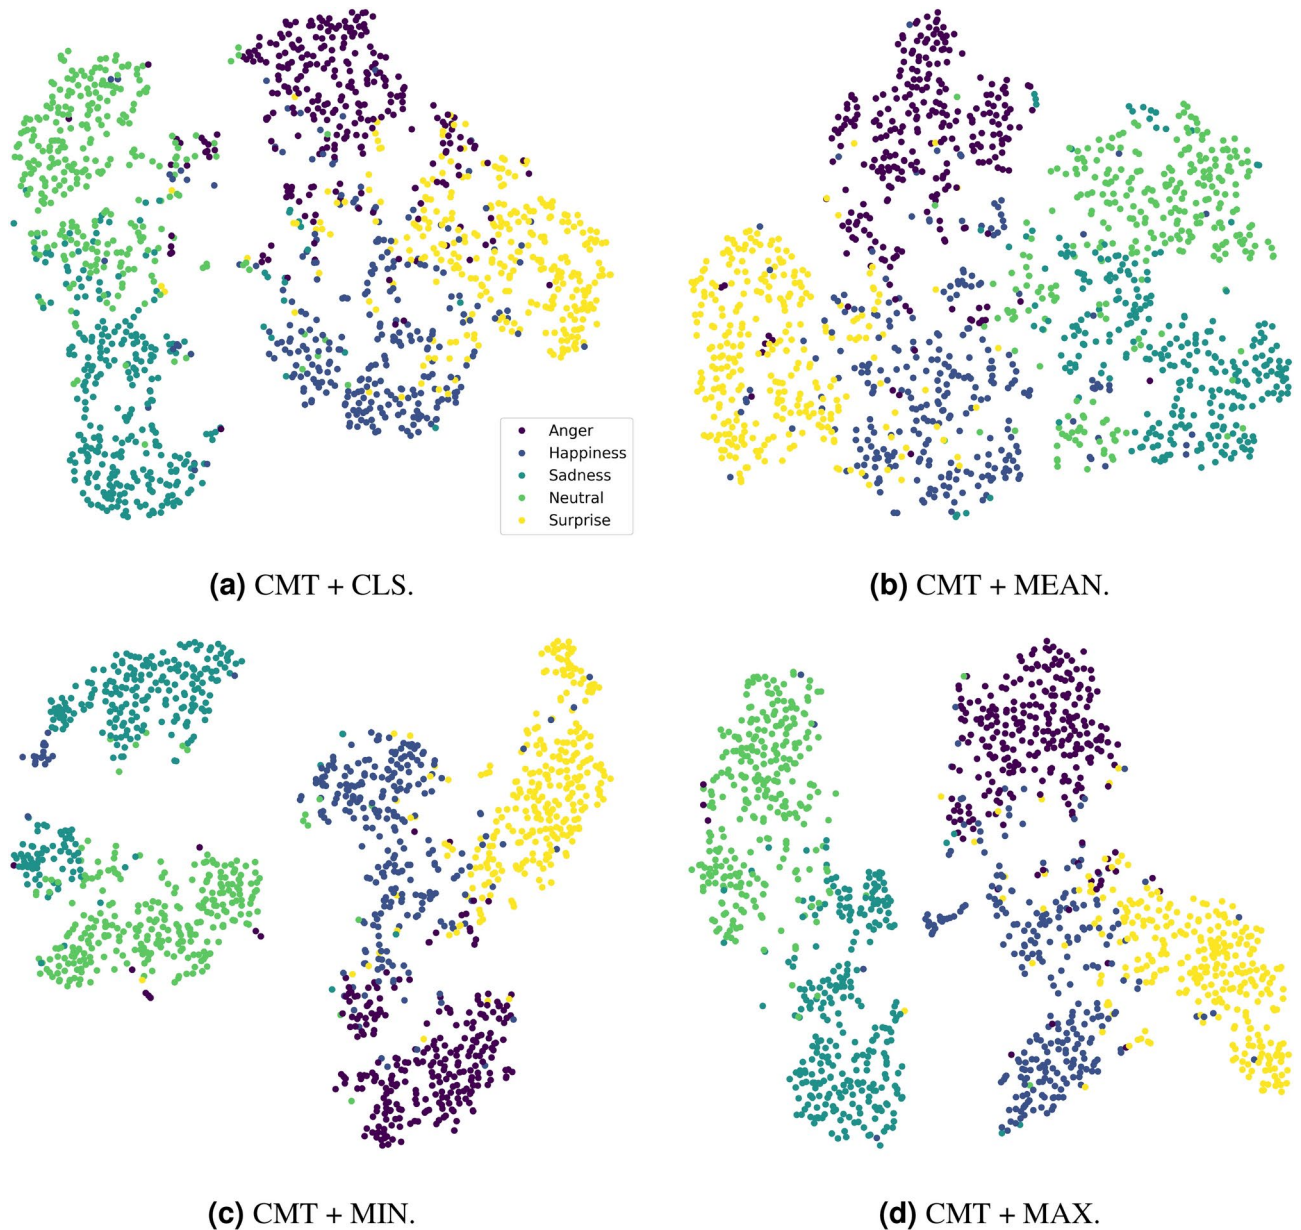 Anger
Happiness
Sadness
Neutral
Surprise
(a) CMT + CLS.
(b) CMT + MEAN.
(c) CMT + MIN.
(d) CMT + MAX.